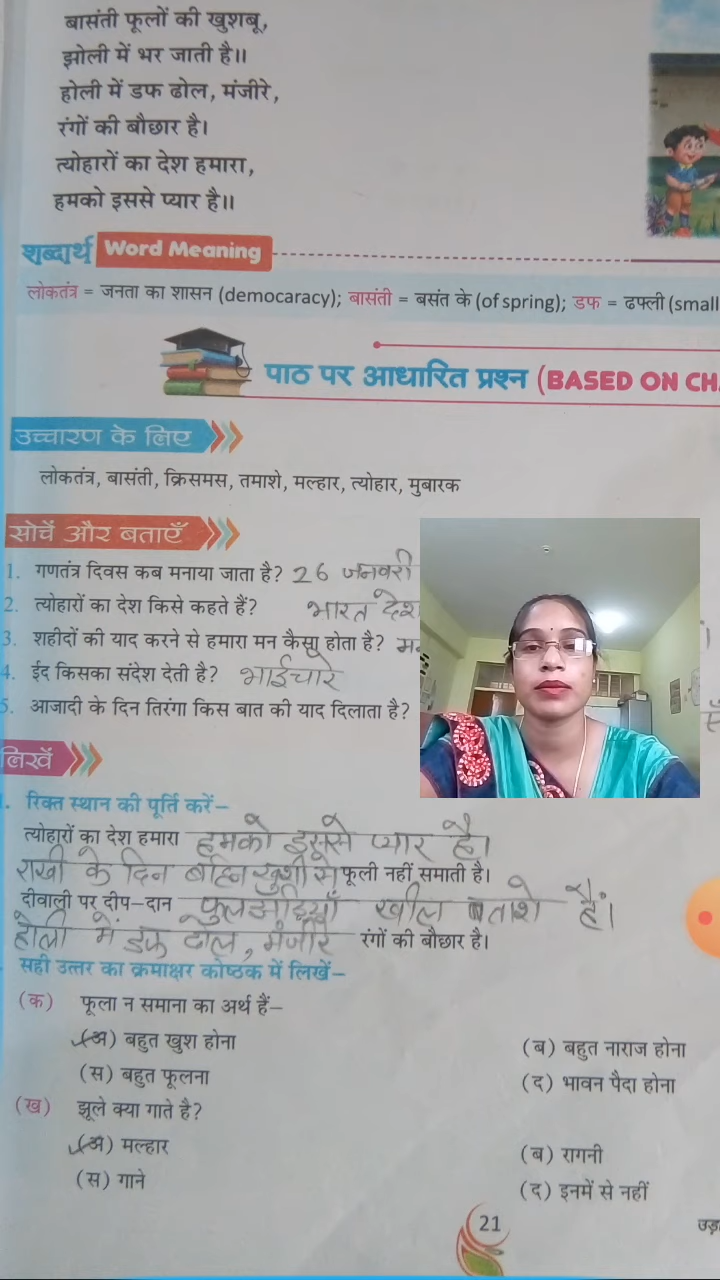 बासंती फूलों की खुशबू,
झोली में भर जाती है॥
होली में डफ ढोल, मंजीरे,
रंगों की बौछार है।
त्योहारों का देश हमारा,
हमको इससे प्यार है॥
शब्दार्थ Word Meaning
लोकतंत्र = जनता का शासन (democaracy); बासंती = बसंत के (of spring); डफ = ढफ्ली (small
पाठ पर आधारित प्रश्न (BASED ON CH
उच्चारण के लिए
लोकतंत्र, बासंती, क्रिसमस, तमाशे, मल्हार, त्योहार, मुबारक
सोचें और बताएँ
1. गणतंत्र दिवस कब मनाया जाता है? 26 जनवरी
2. त्योहारों का देश किसे कहते हैं? भारत देश
3. शहीदों की याद करने से हमारा मन कैसा होता है?
4. ईद किसका संदेश देती है? भाईचारे
5. आजादी के दिन तिरंगा किस बात की याद दिलाता है?
लिखें
. रिक्त स्थान की पूर्ति करें–
त्योहारों का देश हमारा हमको इससे प्यार है।
राखी के दिन बहिन खुशी से फूली नहीं समाती है।
दीवाली पर दीप-दान फुलझड़ियाँ खील बताशे हैं।
होली में डफ ढोल, मंजीरे रंगों की बौछार है।
सही उत्तर का क्रमाक्षर कोष्ठक में लिखें–
(क) फूला न समाना का अर्थ हैं–
(अ) बहुत खुश होना (ब) बहुत नाराज होना
(स) बहुत फूलना (द) भावन पैदा होना
(ख) झूले क्या गाते है?
(अ) मल्हार (ब) रागनी
(स) गाने (द) इनमें से नहीं
21